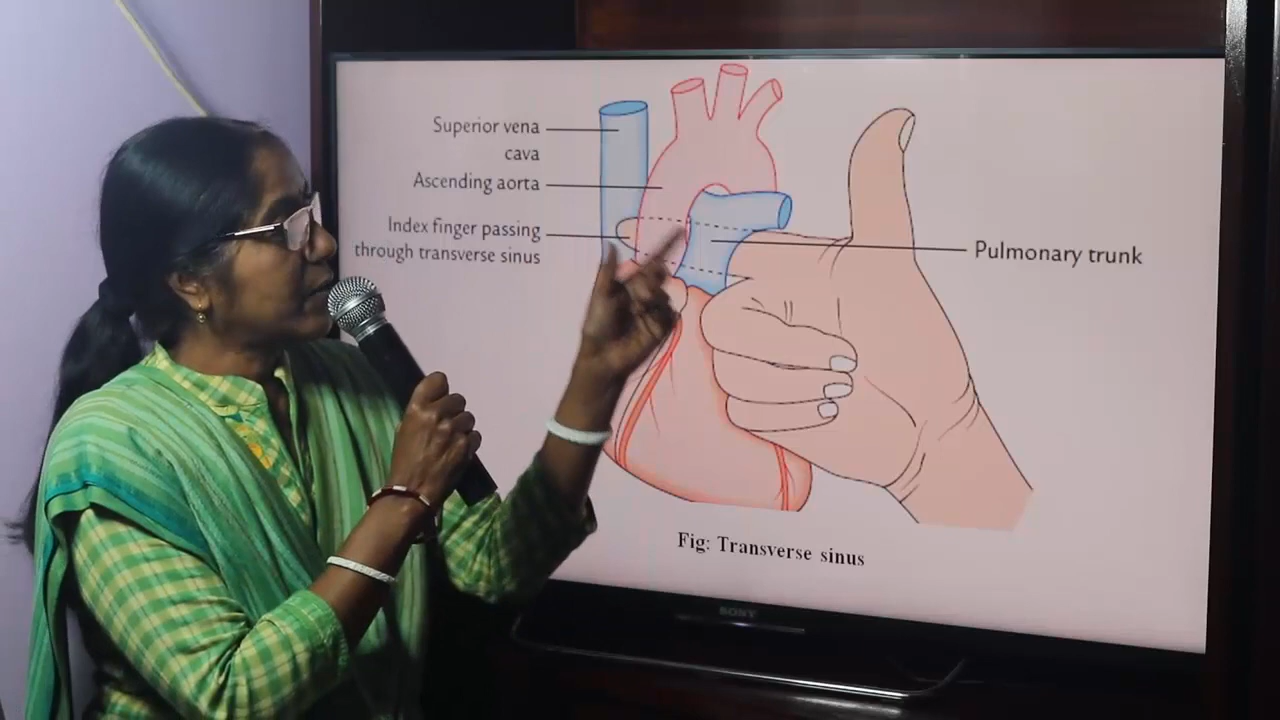 Superior vena
cava
Ascending aorta
Index finger passing
through transverse sinus
Pulmonary trunk
Fig: Transverse sinus
SONY